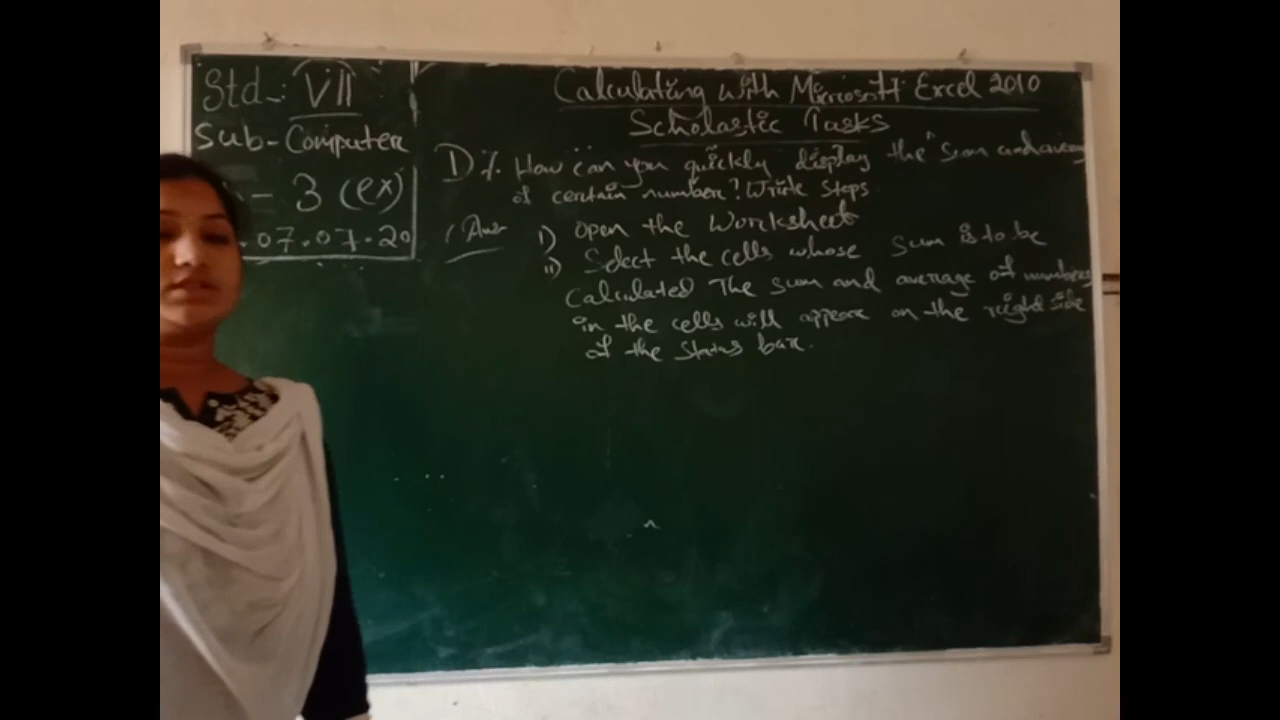 Std-: VII
Sub-Computer
- 3 (ex)
.07.07.20
Calculating with Microsoft Excel 2010
Scholastic Tasks
D 7. How can you quickly display the sum and
of certain number? Write steps.
Ans
i) open the Worksheet
ii) Select the cells whose sum is to be
Calculated The sum and average of numbers
in the cells will appear on the right side
of the status bar.